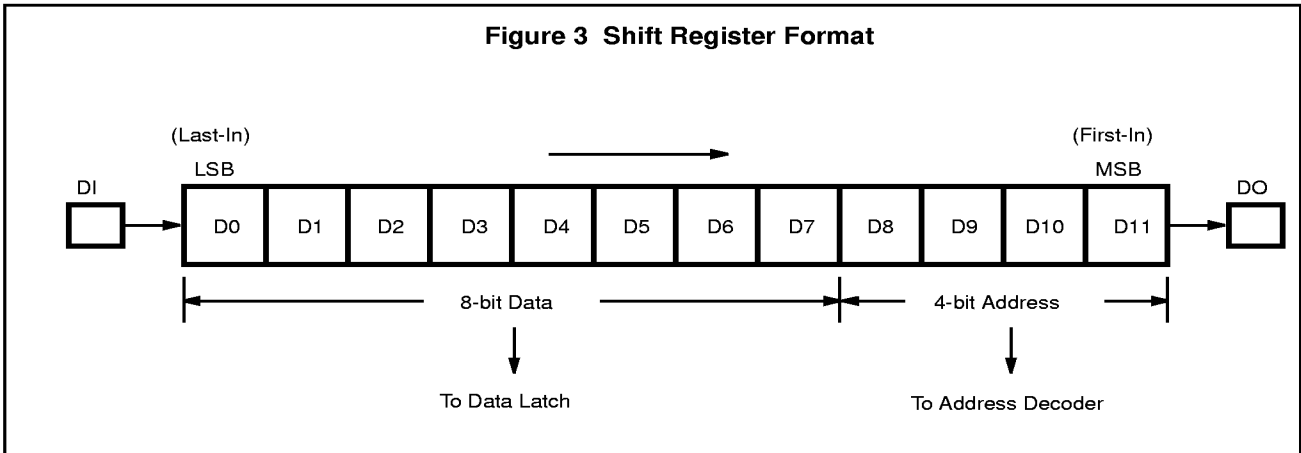 Figure 3 Shift Register Format
(Last-In)
(First-In)
LSB
MSB
DI
DO
D0 D1 D2 D3 D4 D5 D6 D7 D8 D9 D10 D11
8-bit Data
4-bit Address
To Data Latch
To Address Decoder